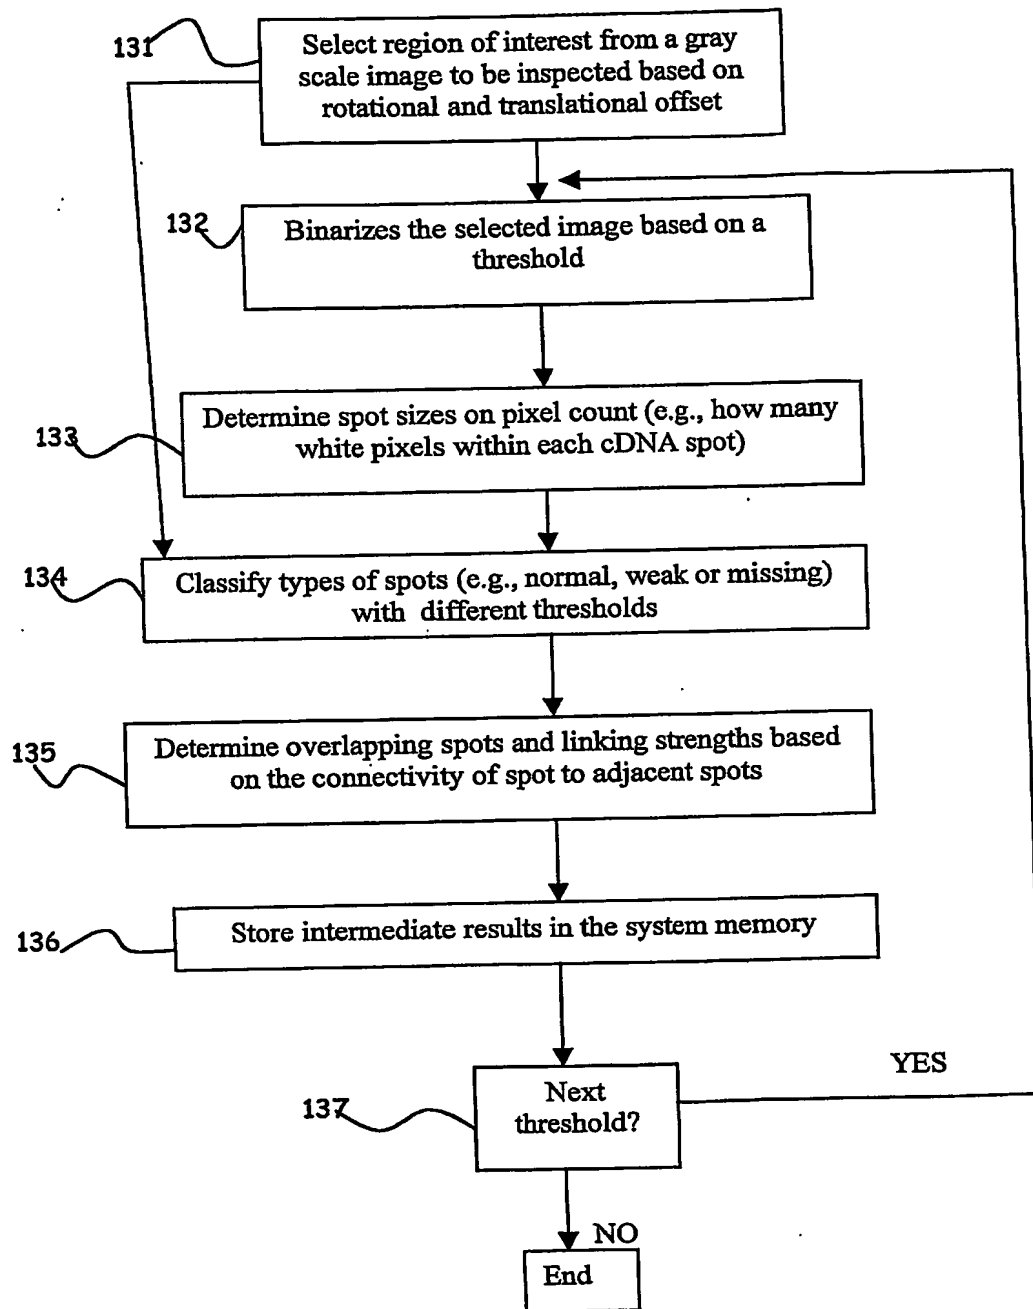 131
Select region of interest from a gray
scale image to be inspected based on
rotational and translational offset
132
Binarizes the selected image based on a
threshold
133
Determine spot sizes on pixel count (e.g., how many
white pixels within each cDNA spot)
134
Classify types of spots (e.g., normal, weak or missing)
with different thresholds
135
Determine overlapping spots and linking strengths based
on the connectivity of spot to adjacent spots
136
Store intermediate results in the system memory
137
Next
threshold?
YES
NO
End